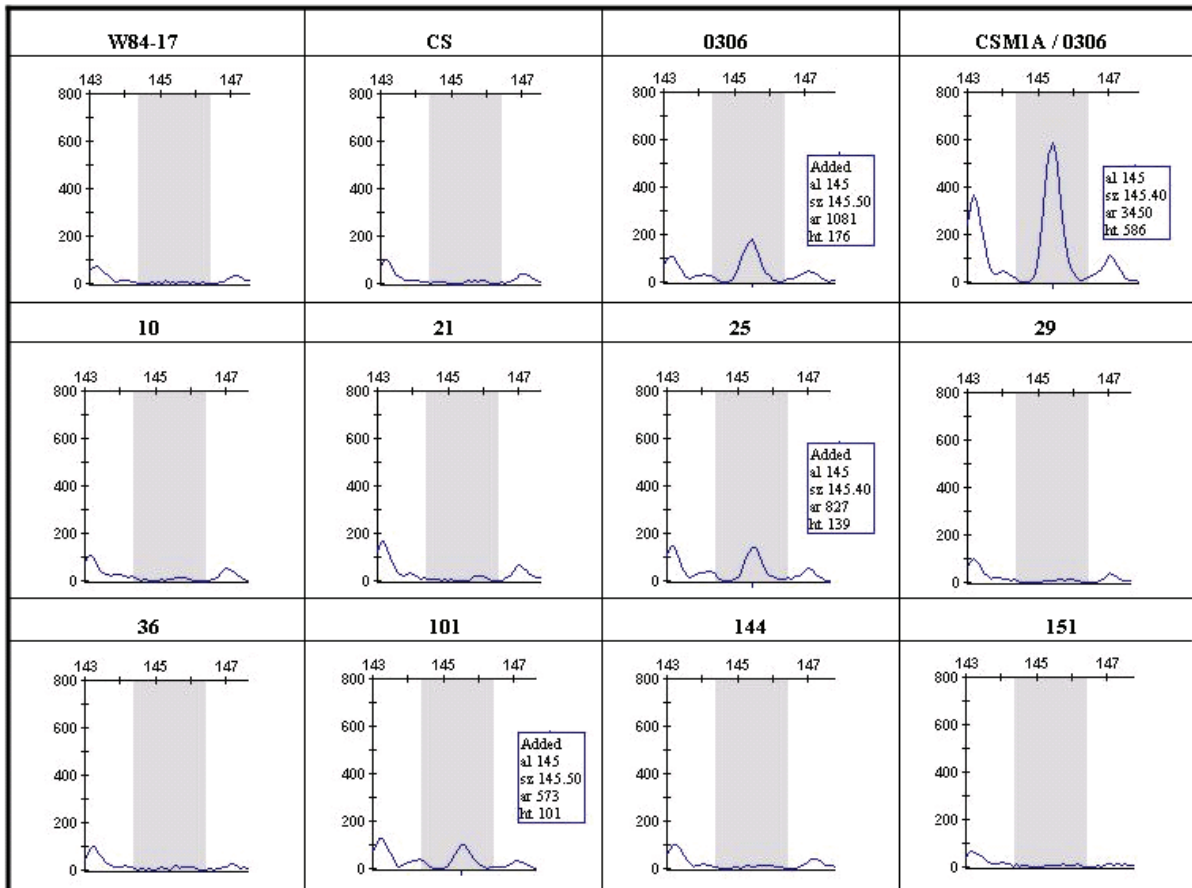 W84-17 CS 0306 CSM1A / 0306
143 145 147 143 145 147 143 145 147 143 145 147
800 800 800 800
600 600 600 600
400 400 400 400
200 200 200 200
0 0 0 0
Added
al 145
sz 145.50
ar 1081
ht 176
al 145
sz 145.40
ar 3450
ht 586
10 21 25 29
143 145 147 143 145 147 143 145 147 143 145 147
800 800 800 800
600 600 600 600
400 400 400 400
200 200 200 200
0 0 0 0
Added
al 145
sz 145.40
ar 827
ht 139
36 101 144 151
143 145 147 143 145 147 143 145 147 143 145 147
800 800 800 800
600 600 600 600
400 400 400 400
200 200 200 200
0 0 0 0
Added
al 145
sz 145.50
ar 573
ht 101